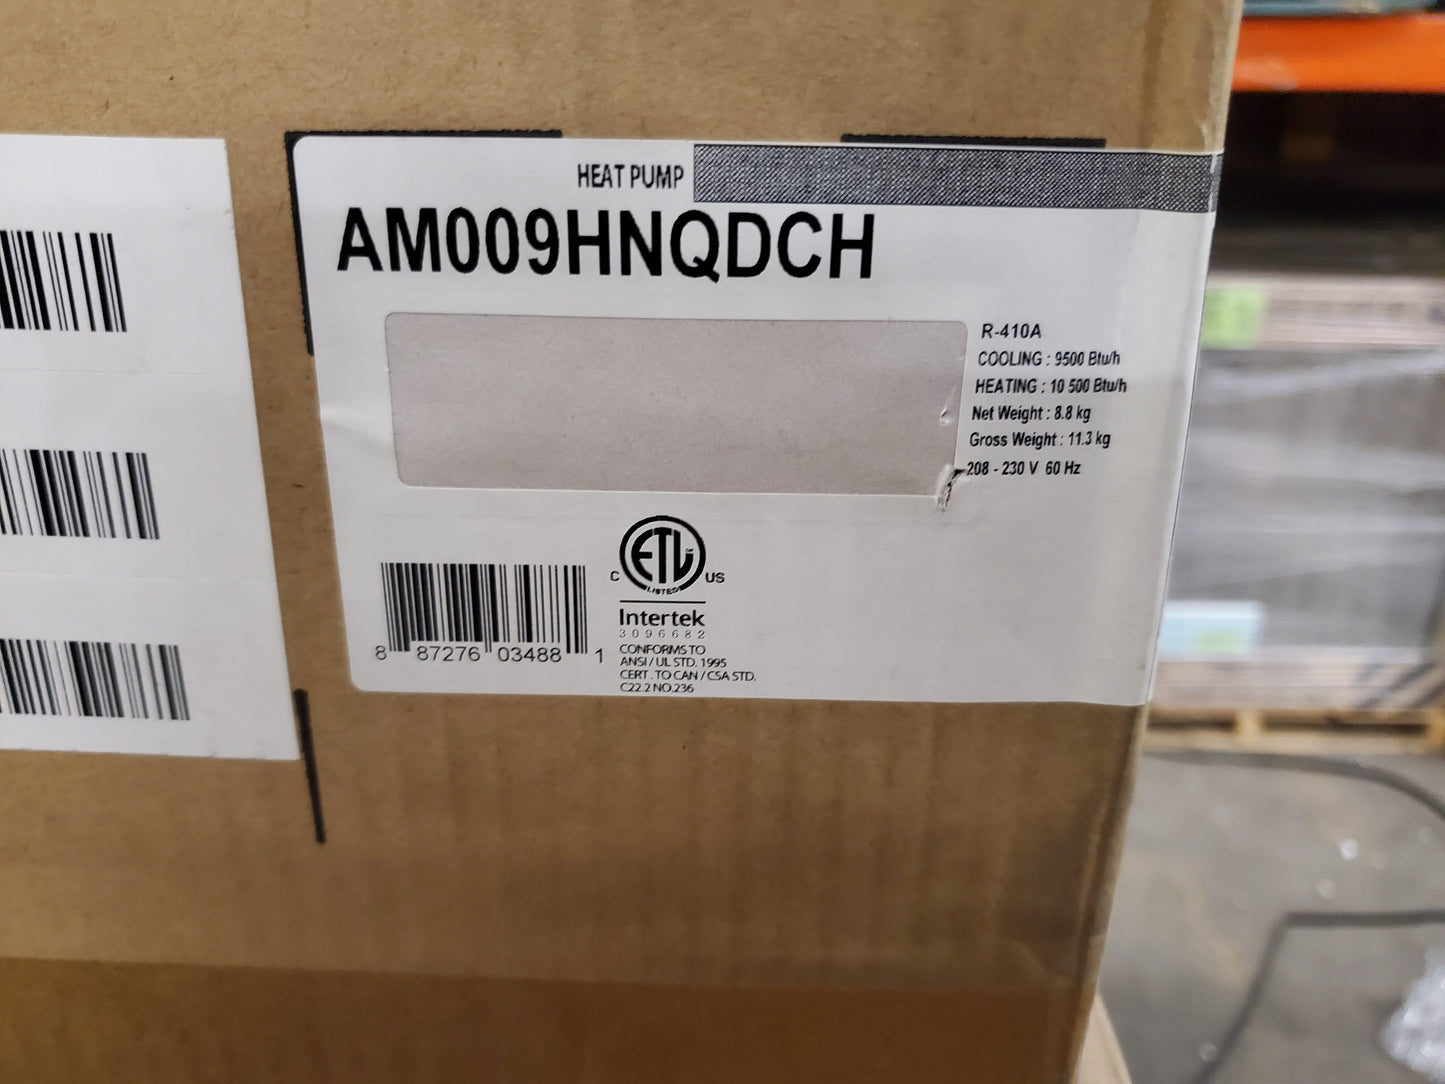 HEAT PUMP
AM009HNQDCH
R-410A
COOLING : 9500 Btu/h
HEATING : 10 500 Btu/h
Net Weight : 8.8 kg
Gross Weight : 11.3 kg
208 - 230 V 60 Hz
ETL CM
LISTED
C US
Intertek
3096682
CONFORMS TO
ANSI / UL STD. 1995
CERT . TO CAN / CSA STD.
C22.2 NO.236
8 87276 03488 1